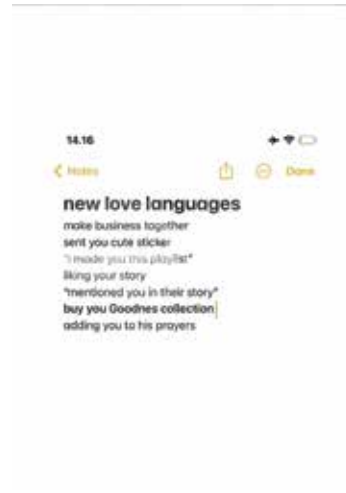 14.16
Notes
Done
new love languages
make business together
sent you cute sticker
"i made you this playlist"
liking your story
"mentioned you in their story"
buy you Goodnes collection
adding you to his prayers